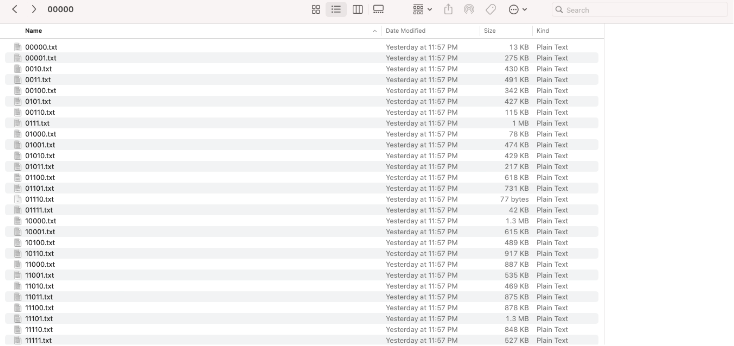 00000
Search
Name Date Modified Size Kind
00000.txt Yesterday at 11:57 PM 13 KB Plain Text
00001.txt Yesterday at 11:57 PM 275 KB Plain Text
0010.txt Yesterday at 11:57 PM 430 KB Plain Text
0011.txt Yesterday at 11:57 PM 491 KB Plain Text
00100.txt Yesterday at 11:57 PM 342 KB Plain Text
0101.txt Yesterday at 11:57 PM 427 KB Plain Text
00110.txt Yesterday at 11:57 PM 115 KB Plain Text
0111.txt Yesterday at 11:57 PM 1 MB Plain Text
01000.txt Yesterday at 11:57 PM 78 KB Plain Text
01001.txt Yesterday at 11:57 PM 474 KB Plain Text
01010.txt Yesterday at 11:57 PM 429 KB Plain Text
01011.txt Yesterday at 11:57 PM 217 KB Plain Text
01100.txt Yesterday at 11:57 PM 618 KB Plain Text
01101.txt Yesterday at 11:57 PM 731 KB Plain Text
01110.txt Yesterday at 11:57 PM 77 bytes Plain Text
01111.txt Yesterday at 11:57 PM 42 KB Plain Text
10000.txt Yesterday at 11:57 PM 1.3 MB Plain Text
10001.txt Yesterday at 11:57 PM 615 KB Plain Text
10100.txt Yesterday at 11:57 PM 489 KB Plain Text
10110.txt Yesterday at 11:57 PM 917 KB Plain Text
11000.txt Yesterday at 11:57 PM 887 KB Plain Text
11001.txt Yesterday at 11:57 PM 535 KB Plain Text
11010.txt Yesterday at 11:57 PM 469 KB Plain Text
11011.txt Yesterday at 11:57 PM 875 KB Plain Text
11100.txt Yesterday at 11:57 PM 878 KB Plain Text
11101.txt Yesterday at 11:57 PM 1.3 MB Plain Text
11110.txt Yesterday at 11:57 PM 848 KB Plain Text
11111.txt Yesterday at 11:57 PM 527 KB Plain Text